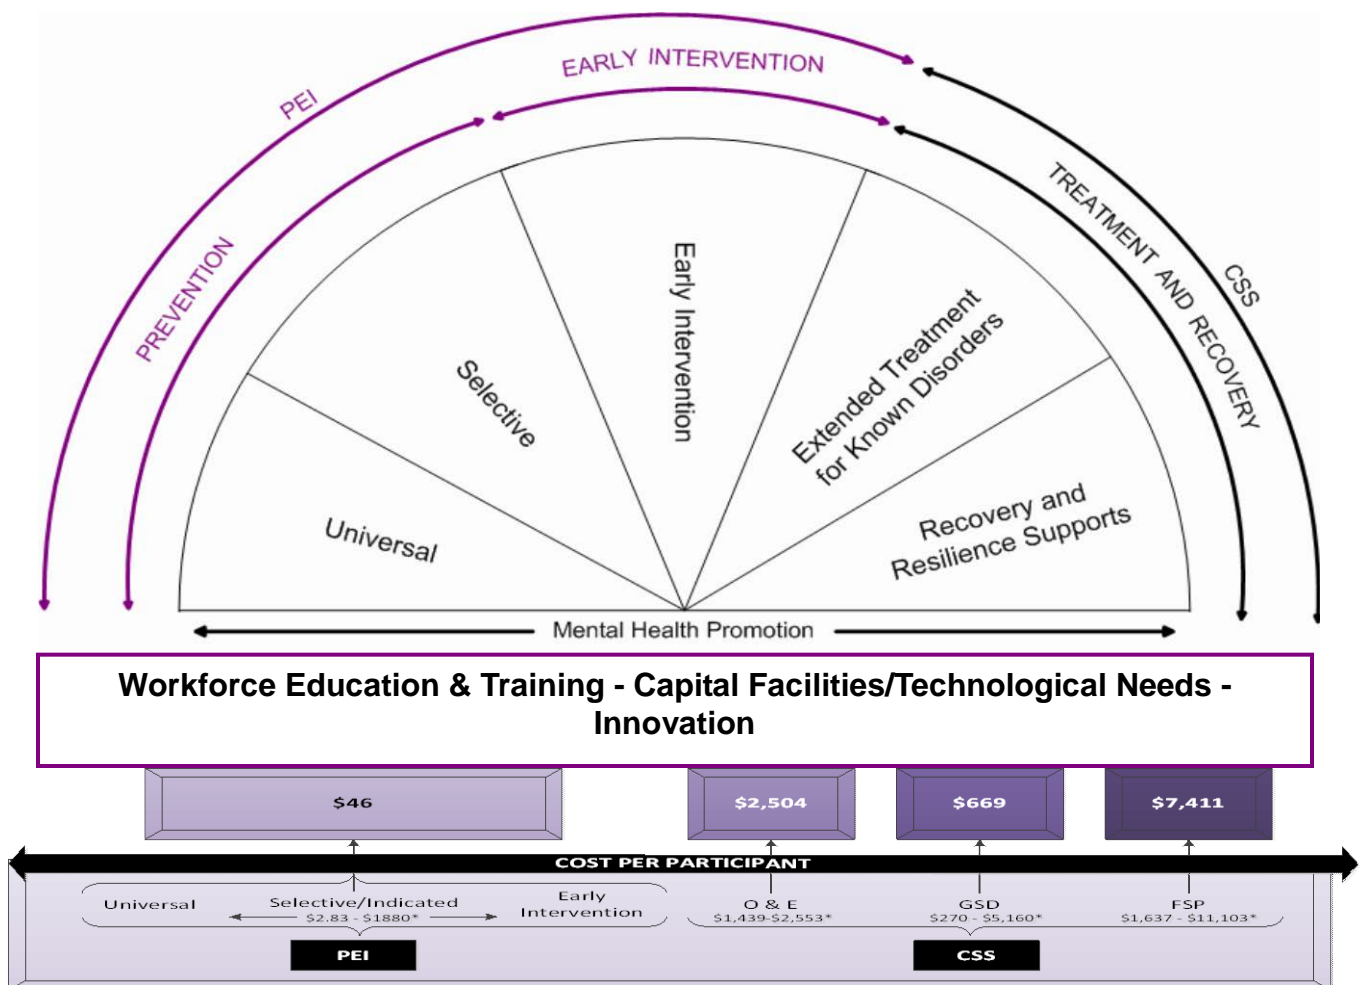 PEI
EARLY INTERVENTION
PREVENTION
TREATMENT AND RECOVERY
CSS
Universal
Selective
Early Intervention
Extended Treatment
for Known Disorders
Recovery and
Resilience Supports
Mental Health Promotion
Workforce Education & Training - Capital Facilities/Technological Needs -
Innovation
$46
$2,504
$669
$7,411
COST PER PARTICIPANT
Universal
Selective/Indicated
$2.83 - $1880*
Early
Intervention
O & E
$1,439-$2,553*
GSD
$270 - $5,160*
FSP
$1,637 - $11,103*
PEI
CSS